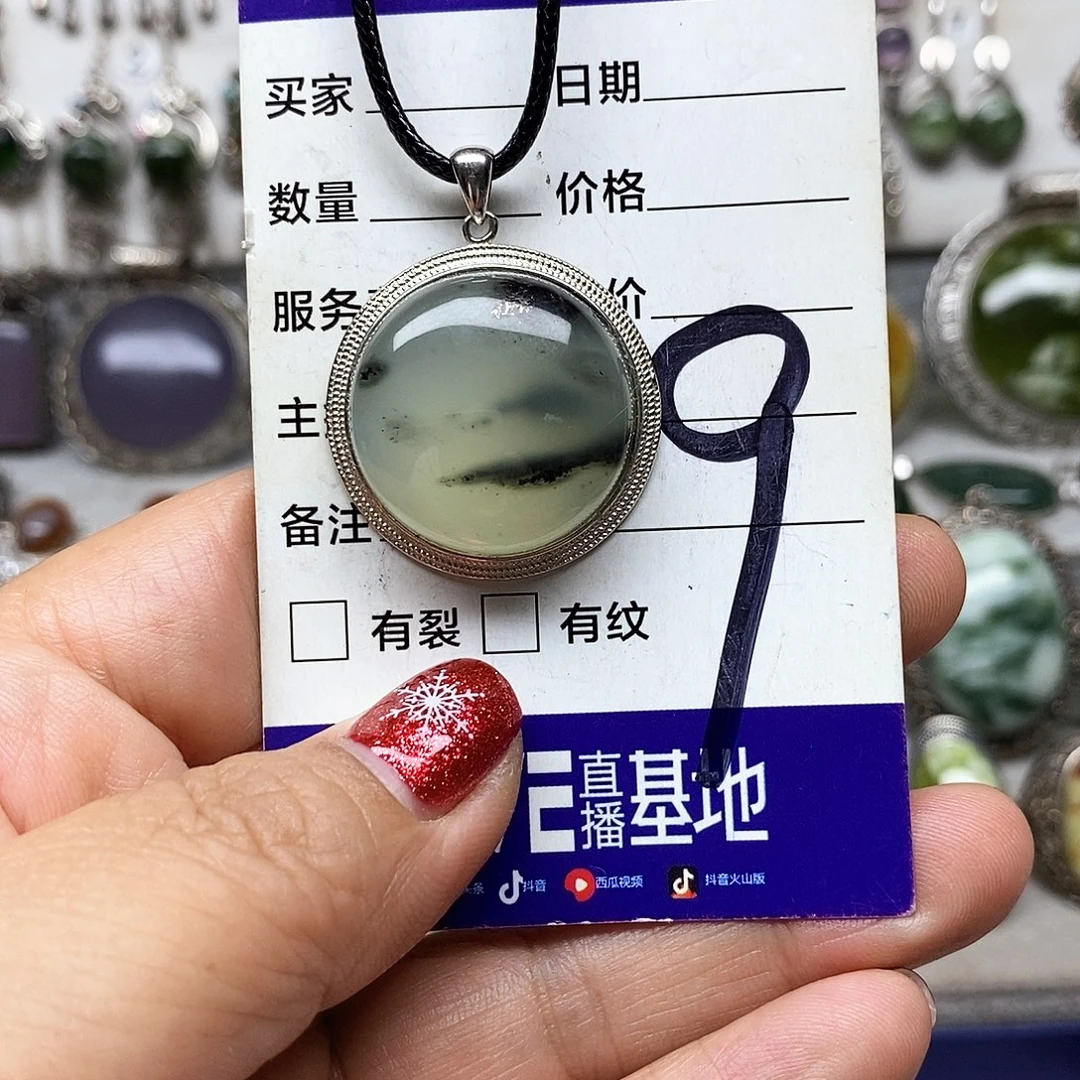 买家 日期
数量 价格
服务 价
主
备注
9
有裂 有纹
E 直播基地
条 抖音 西瓜视频 抖音火山版